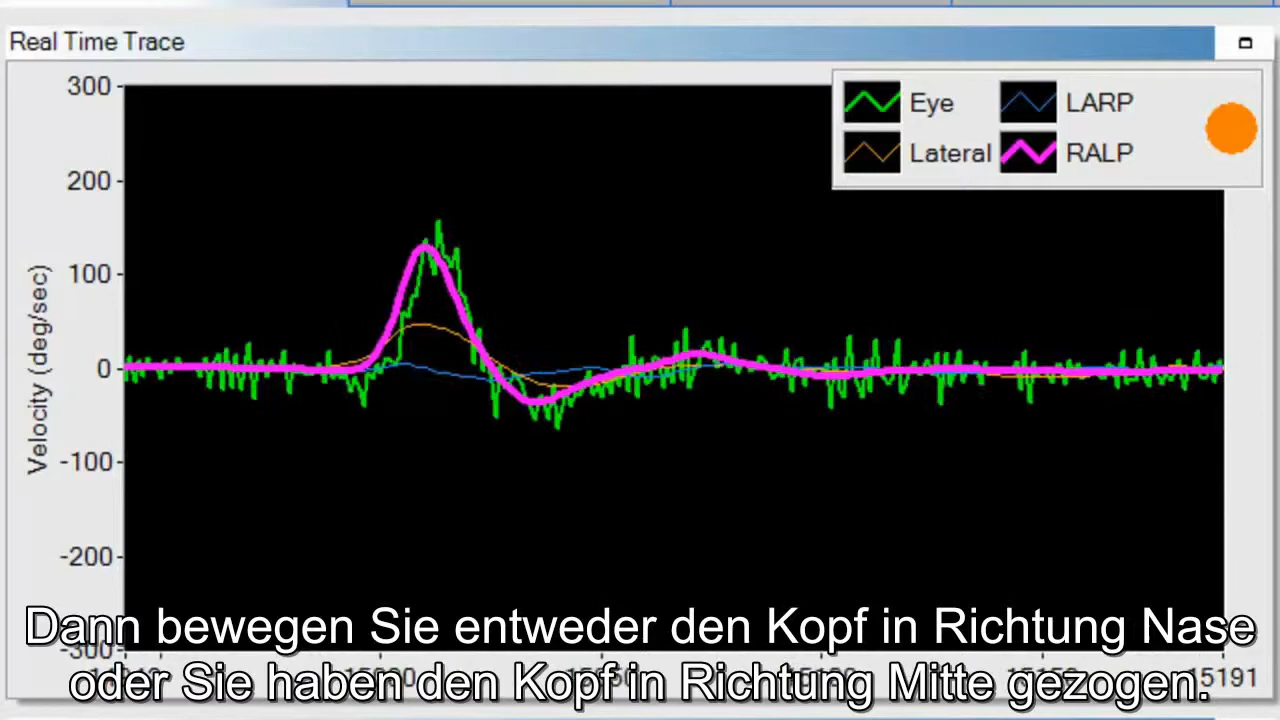 Real Time Trace
Eye
LARP
Lateral
RALP
300
200
100
0
-100
-200
-300
Velocity (deg/sec)
15191
Dann bewegen Sie entweder den Kopf in Richtung Nase
oder Sie haben den Kopf in Richtung Mitte gezogen.